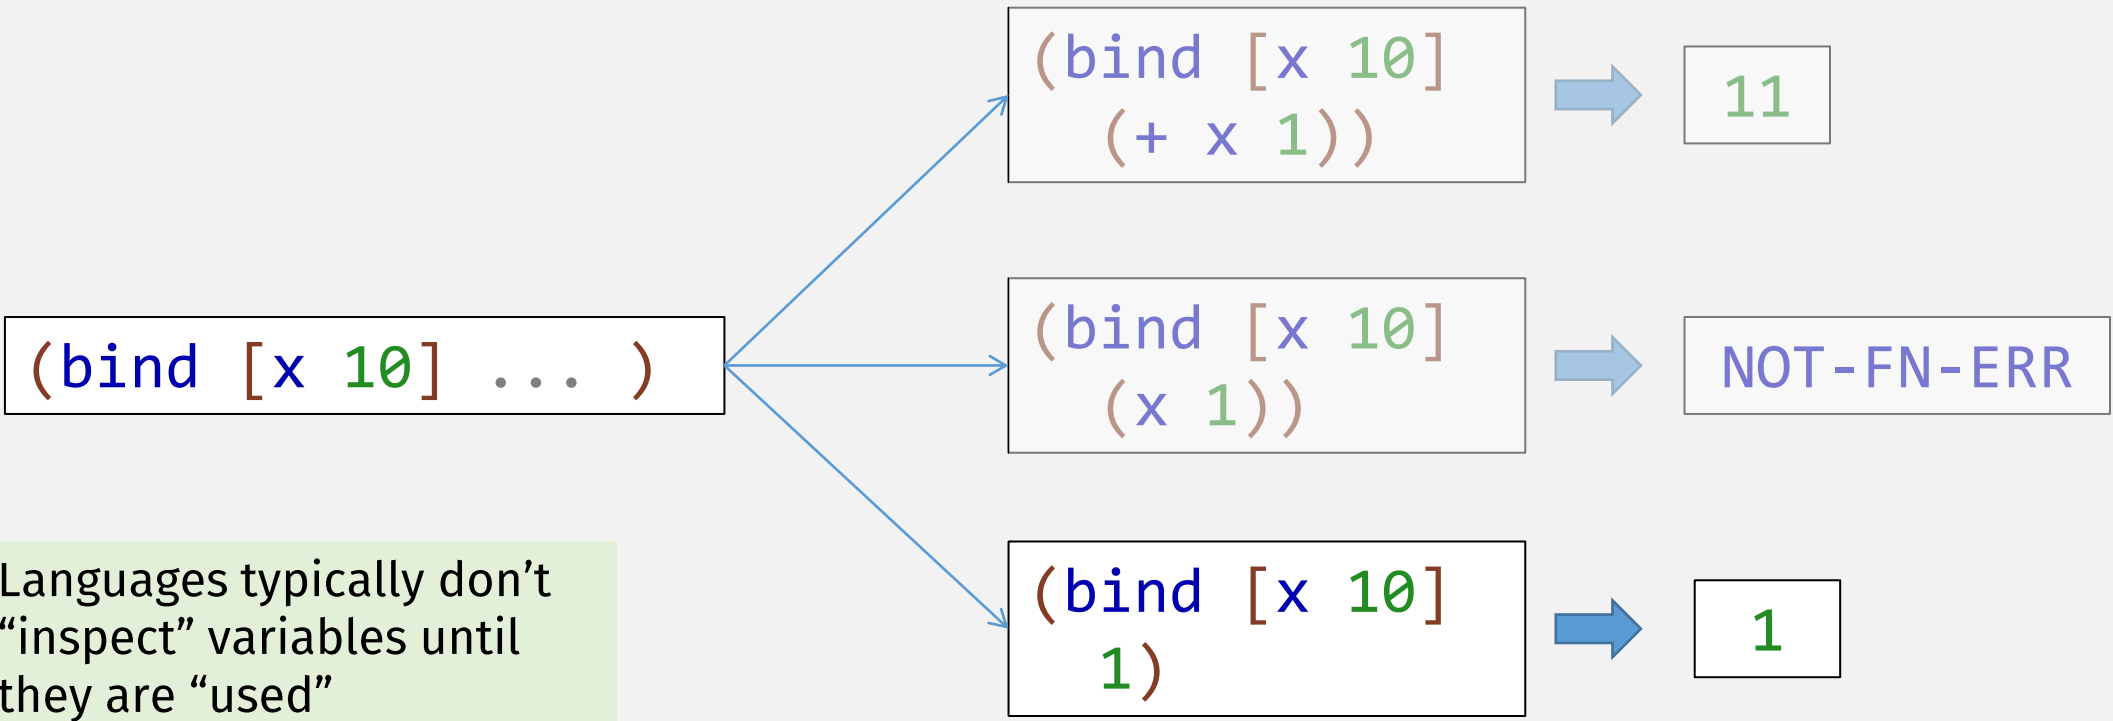 (bind [x 10]
  (+ x 1))
11
(bind [x 10] ... )
(bind [x 10]
  (x 1))
NOT-FN-ERR
Languages typically don’t
“inspect” variables until
they are “used”
(bind [x 10]
  1)
1